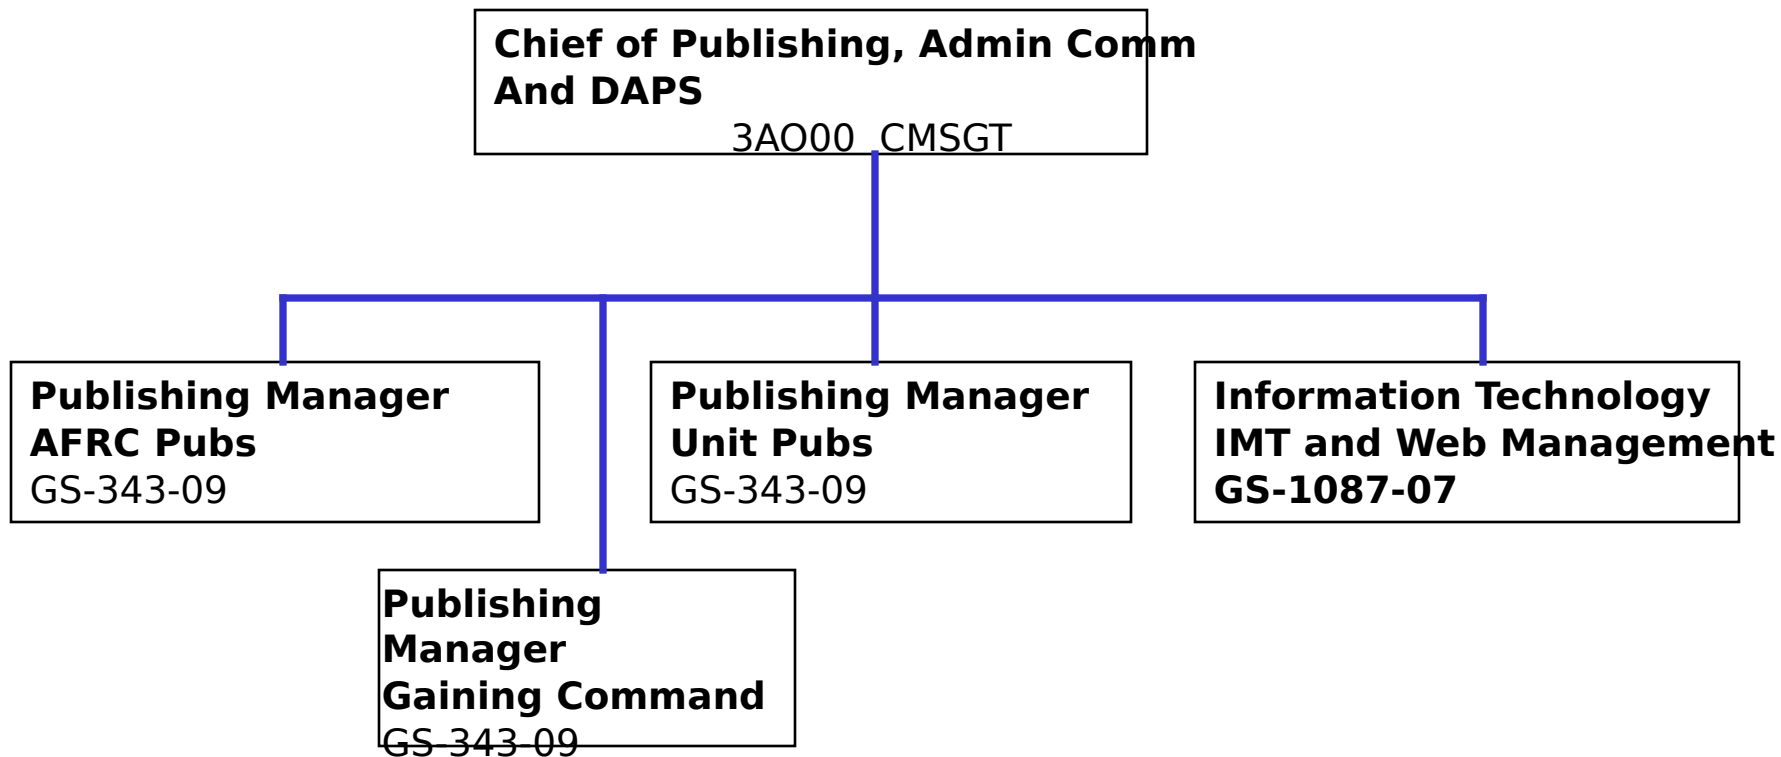 Chief of Publishing, Admin Comm
And DAPS
3AO00 CMSGT
Publishing Manager
AFRC Pubs
GS-343-09
Publishing Manager
Unit Pubs
GS-343-09
Information Technology
IMT and Web Management
GS-1087-07
Publishing
Manager
Gaining Command
GS-343-09